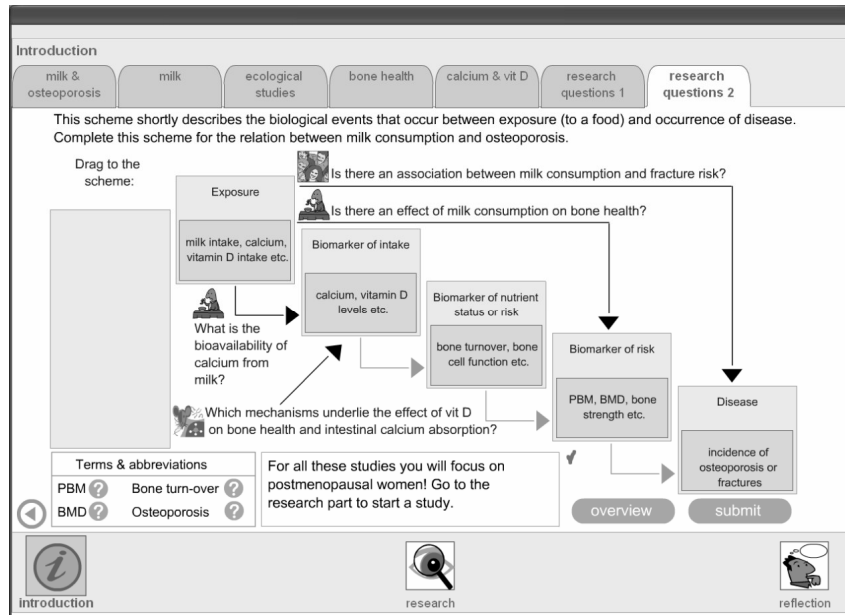 Introduction
milk &
osteoporosis
milk
ecological
studies
bone health
calcium & vit D
research
questions 1
research
questions 2
This scheme shortly describes the biological events that occur between exposure (to a food) and occurrence of disease.
Complete this scheme for the relation between milk consumption and osteoporosis.
Drag to the
scheme:
Is there an association between milk consumption and fracture risk?
Exposure
Is there an effect of milk consumption on bone health?
milk intake, calcium,
vitamin D intake etc.
Biomarker of intake
calcium, vitamin D
levels etc.
Biomarker of nutrient
status or risk
What is the
bioavailability of
calcium from
milk?
bone turnover, bone
cell function etc.
Biomarker of risk
PBM, BMD, bone
strength etc.
Disease
Which mechanisms underlie the effect of vit D
on bone health and intestinal calcium absorption?
incidence of
osteoporosis or
fractures
Terms & abbreviations
PBM ?
Bone turn-over ?
BMD ?
Osteoporosis ?
For all these studies you will focus on
postmenopausal women! Go to the
research part to start a study.
overview
submit
i
introduction
research
reflection